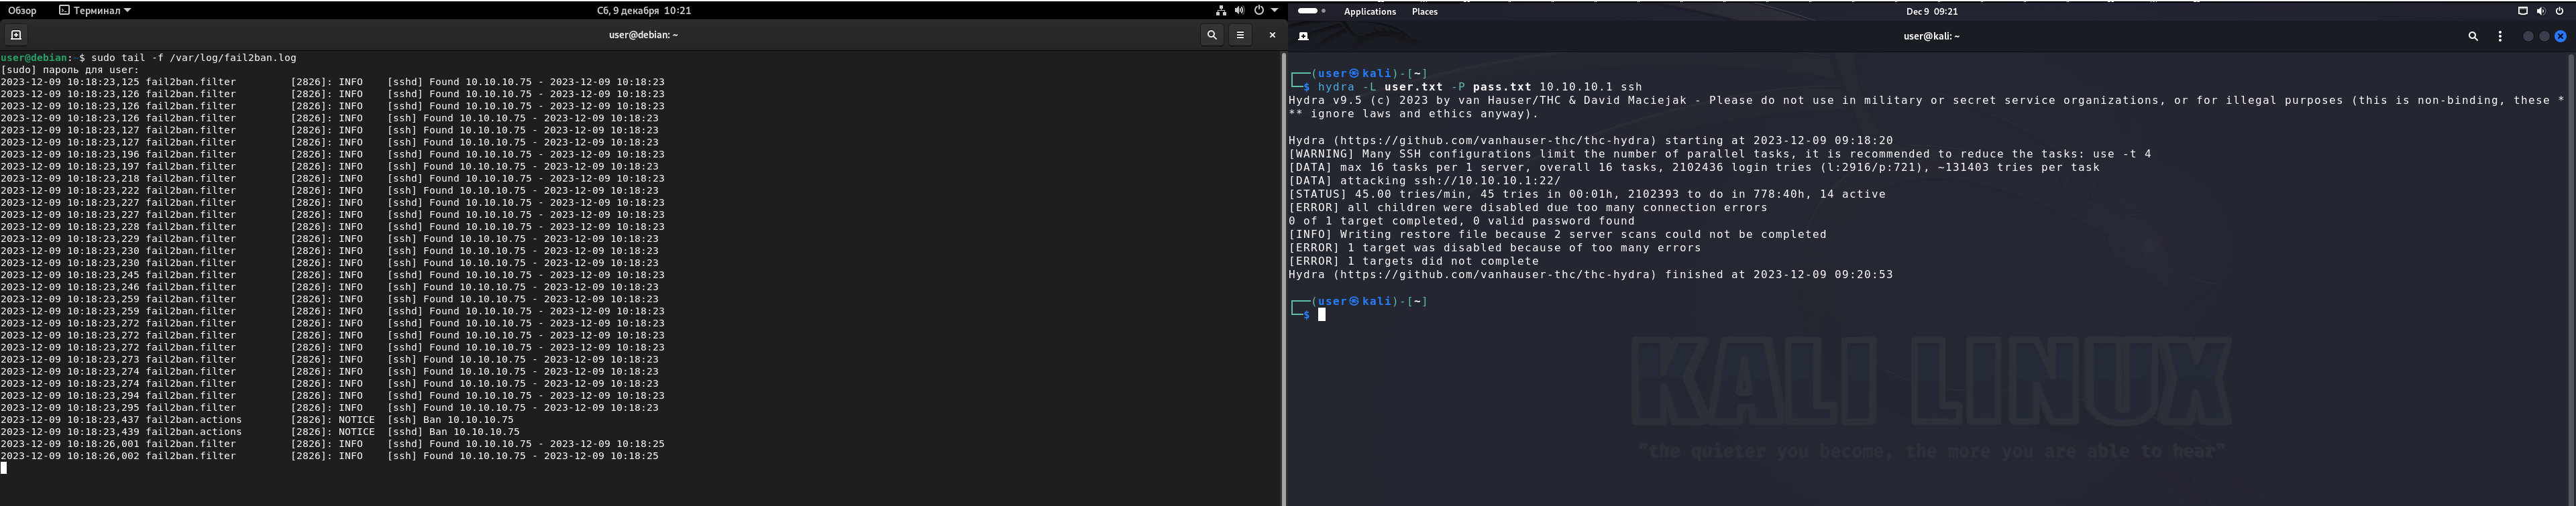 Обзор Терминал Сб, 9 декабря 10:21
user@debian: ~
user@debian:~$ sudo tail -f /var/log/fail2ban.log
[sudo] пароль для user:
2023-12-09 10:18:23,125 fail2ban.filter [2826]: INFO [sshd] Found 10.10.10.75 - 2023-12-09 10:18:23
2023-12-09 10:18:23,126 fail2ban.filter [2826]: INFO [sshd] Found 10.10.10.75 - 2023-12-09 10:18:23
2023-12-09 10:18:23,126 fail2ban.filter [2826]: INFO [sshd] Found 10.10.10.75 - 2023-12-09 10:18:23
2023-12-09 10:18:23,126 fail2ban.filter [2826]: INFO [ssh] Found 10.10.10.75 - 2023-12-09 10:18:23
2023-12-09 10:18:23,127 fail2ban.filter [2826]: INFO [ssh] Found 10.10.10.75 - 2023-12-09 10:18:23
2023-12-09 10:18:23,127 fail2ban.filter [2826]: INFO [ssh] Found 10.10.10.75 - 2023-12-09 10:18:23
2023-12-09 10:18:23,196 fail2ban.filter [2826]: INFO [sshd] Found 10.10.10.75 - 2023-12-09 10:18:23
2023-12-09 10:18:23,197 fail2ban.filter [2826]: INFO [ssh] Found 10.10.10.75 - 2023-12-09 10:18:23
2023-12-09 10:18:23,218 fail2ban.filter [2826]: INFO [sshd] Found 10.10.10.75 - 2023-12-09 10:18:23
2023-12-09 10:18:23,222 fail2ban.filter [2826]: INFO [ssh] Found 10.10.10.75 - 2023-12-09 10:18:23
2023-12-09 10:18:23,227 fail2ban.filter [2826]: INFO [sshd] Found 10.10.10.75 - 2023-12-09 10:18:23
2023-12-09 10:18:23,227 fail2ban.filter [2826]: INFO [sshd] Found 10.10.10.75 - 2023-12-09 10:18:23
2023-12-09 10:18:23,228 fail2ban.filter [2826]: INFO [sshd] Found 10.10.10.75 - 2023-12-09 10:18:23
2023-12-09 10:18:23,229 fail2ban.filter [2826]: INFO [ssh] Found 10.10.10.75 - 2023-12-09 10:18:23
2023-12-09 10:18:23,230 fail2ban.filter [2826]: INFO [ssh] Found 10.10.10.75 - 2023-12-09 10:18:23
2023-12-09 10:18:23,230 fail2ban.filter [2826]: INFO [ssh] Found 10.10.10.75 - 2023-12-09 10:18:23
2023-12-09 10:18:23,245 fail2ban.filter [2826]: INFO [sshd] Found 10.10.10.75 - 2023-12-09 10:18:23
2023-12-09 10:18:23,246 fail2ban.filter [2826]: INFO [sshd] Found 10.10.10.75 - 2023-12-09 10:18:23
2023-12-09 10:18:23,259 fail2ban.filter [2826]: INFO [ssh] Found 10.10.10.75 - 2023-12-09 10:18:23
2023-12-09 10:18:23,259 fail2ban.filter [2826]: INFO [ssh] Found 10.10.10.75 - 2023-12-09 10:18:23
2023-12-09 10:18:23,272 fail2ban.filter [2826]: INFO [sshd] Found 10.10.10.75 - 2023-12-09 10:18:23
2023-12-09 10:18:23,272 fail2ban.filter [2826]: INFO [sshd] Found 10.10.10.75 - 2023-12-09 10:18:23
2023-12-09 10:18:23,272 fail2ban.filter [2826]: INFO [sshd] Found 10.10.10.75 - 2023-12-09 10:18:23
2023-12-09 10:18:23,273 fail2ban.filter [2826]: INFO [ssh] Found 10.10.10.75 - 2023-12-09 10:18:23
2023-12-09 10:18:23,274 fail2ban.filter [2826]: INFO [ssh] Found 10.10.10.75 - 2023-12-09 10:18:23
2023-12-09 10:18:23,274 fail2ban.filter [2826]: INFO [ssh] Found 10.10.10.75 - 2023-12-09 10:18:23
2023-12-09 10:18:23,294 fail2ban.filter [2826]: INFO [sshd] Found 10.10.10.75 - 2023-12-09 10:18:23
2023-12-09 10:18:23,295 fail2ban.filter [2826]: INFO [ssh] Found 10.10.10.75 - 2023-12-09 10:18:23
2023-12-09 10:18:23,437 fail2ban.actions [2826]: NOTICE [ssh] Ban 10.10.10.75
2023-12-09 10:18:23,439 fail2ban.actions [2826]: NOTICE [sshd] Ban 10.10.10.75
2023-12-09 10:18:26,001 fail2ban.filter [2826]: INFO [sshd] Found 10.10.10.75 - 2023-12-09 10:18:25
2023-12-09 10:18:26,002 fail2ban.filter [2826]: INFO [ssh] Found 10.10.10.75 - 2023-12-09 10:18:25
Applications Places Dec 9 09:21
user@kali: ~
┌──(user㉿kali)-[~]
└─$ hydra -L user.txt -P pass.txt 10.10.10.1 ssh
Hydra v9.5 (c) 2023 by van Hauser/THC & David Maciejak - Please do not use in military or secret service organizations, or for illegal purposes (this is non-binding, these *
** ignore laws and ethics anyway).
Hydra (https://github.com/vanhauser-thc/thc-hydra) starting at 2023-12-09 09:18:20
[WARNING] Many SSH configurations limit the number of parallel tasks, it is recommended to reduce the tasks: use -t 4
[DATA] max 16 tasks per 1 server, overall 16 tasks, 2102436 login tries (l:2916/p:721), ~131403 tries per task
[DATA] attacking ssh://10.10.10.1:22/
[STATUS] 45.00 tries/min, 45 tries in 00:01h, 2102393 to do in 778:40h, 14 active
[ERROR] all children were disabled due too many connection errors
0 of 1 target completed, 0 valid password found
[INFO] Writing restore file because 2 server scans could not be completed
[ERROR] 1 target was disabled because of too many errors
[ERROR] 1 targets did not complete
Hydra (https://github.com/vanhauser-thc/thc-hydra) finished at 2023-12-09 09:20:53
┌──(user㉿kali)-[~]
└─$
KALI LINUX
"the quieter you become, the more you are able to hear"